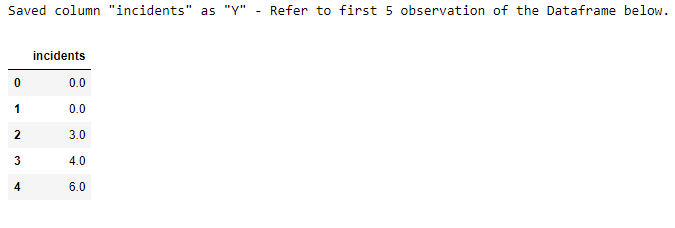 Saved column "incidents" as "Y" - Refer to first 5 observation of the Dataframe below.
incidents
0 0.0
1 0.0
2 3.0
3 4.0
4 6.0